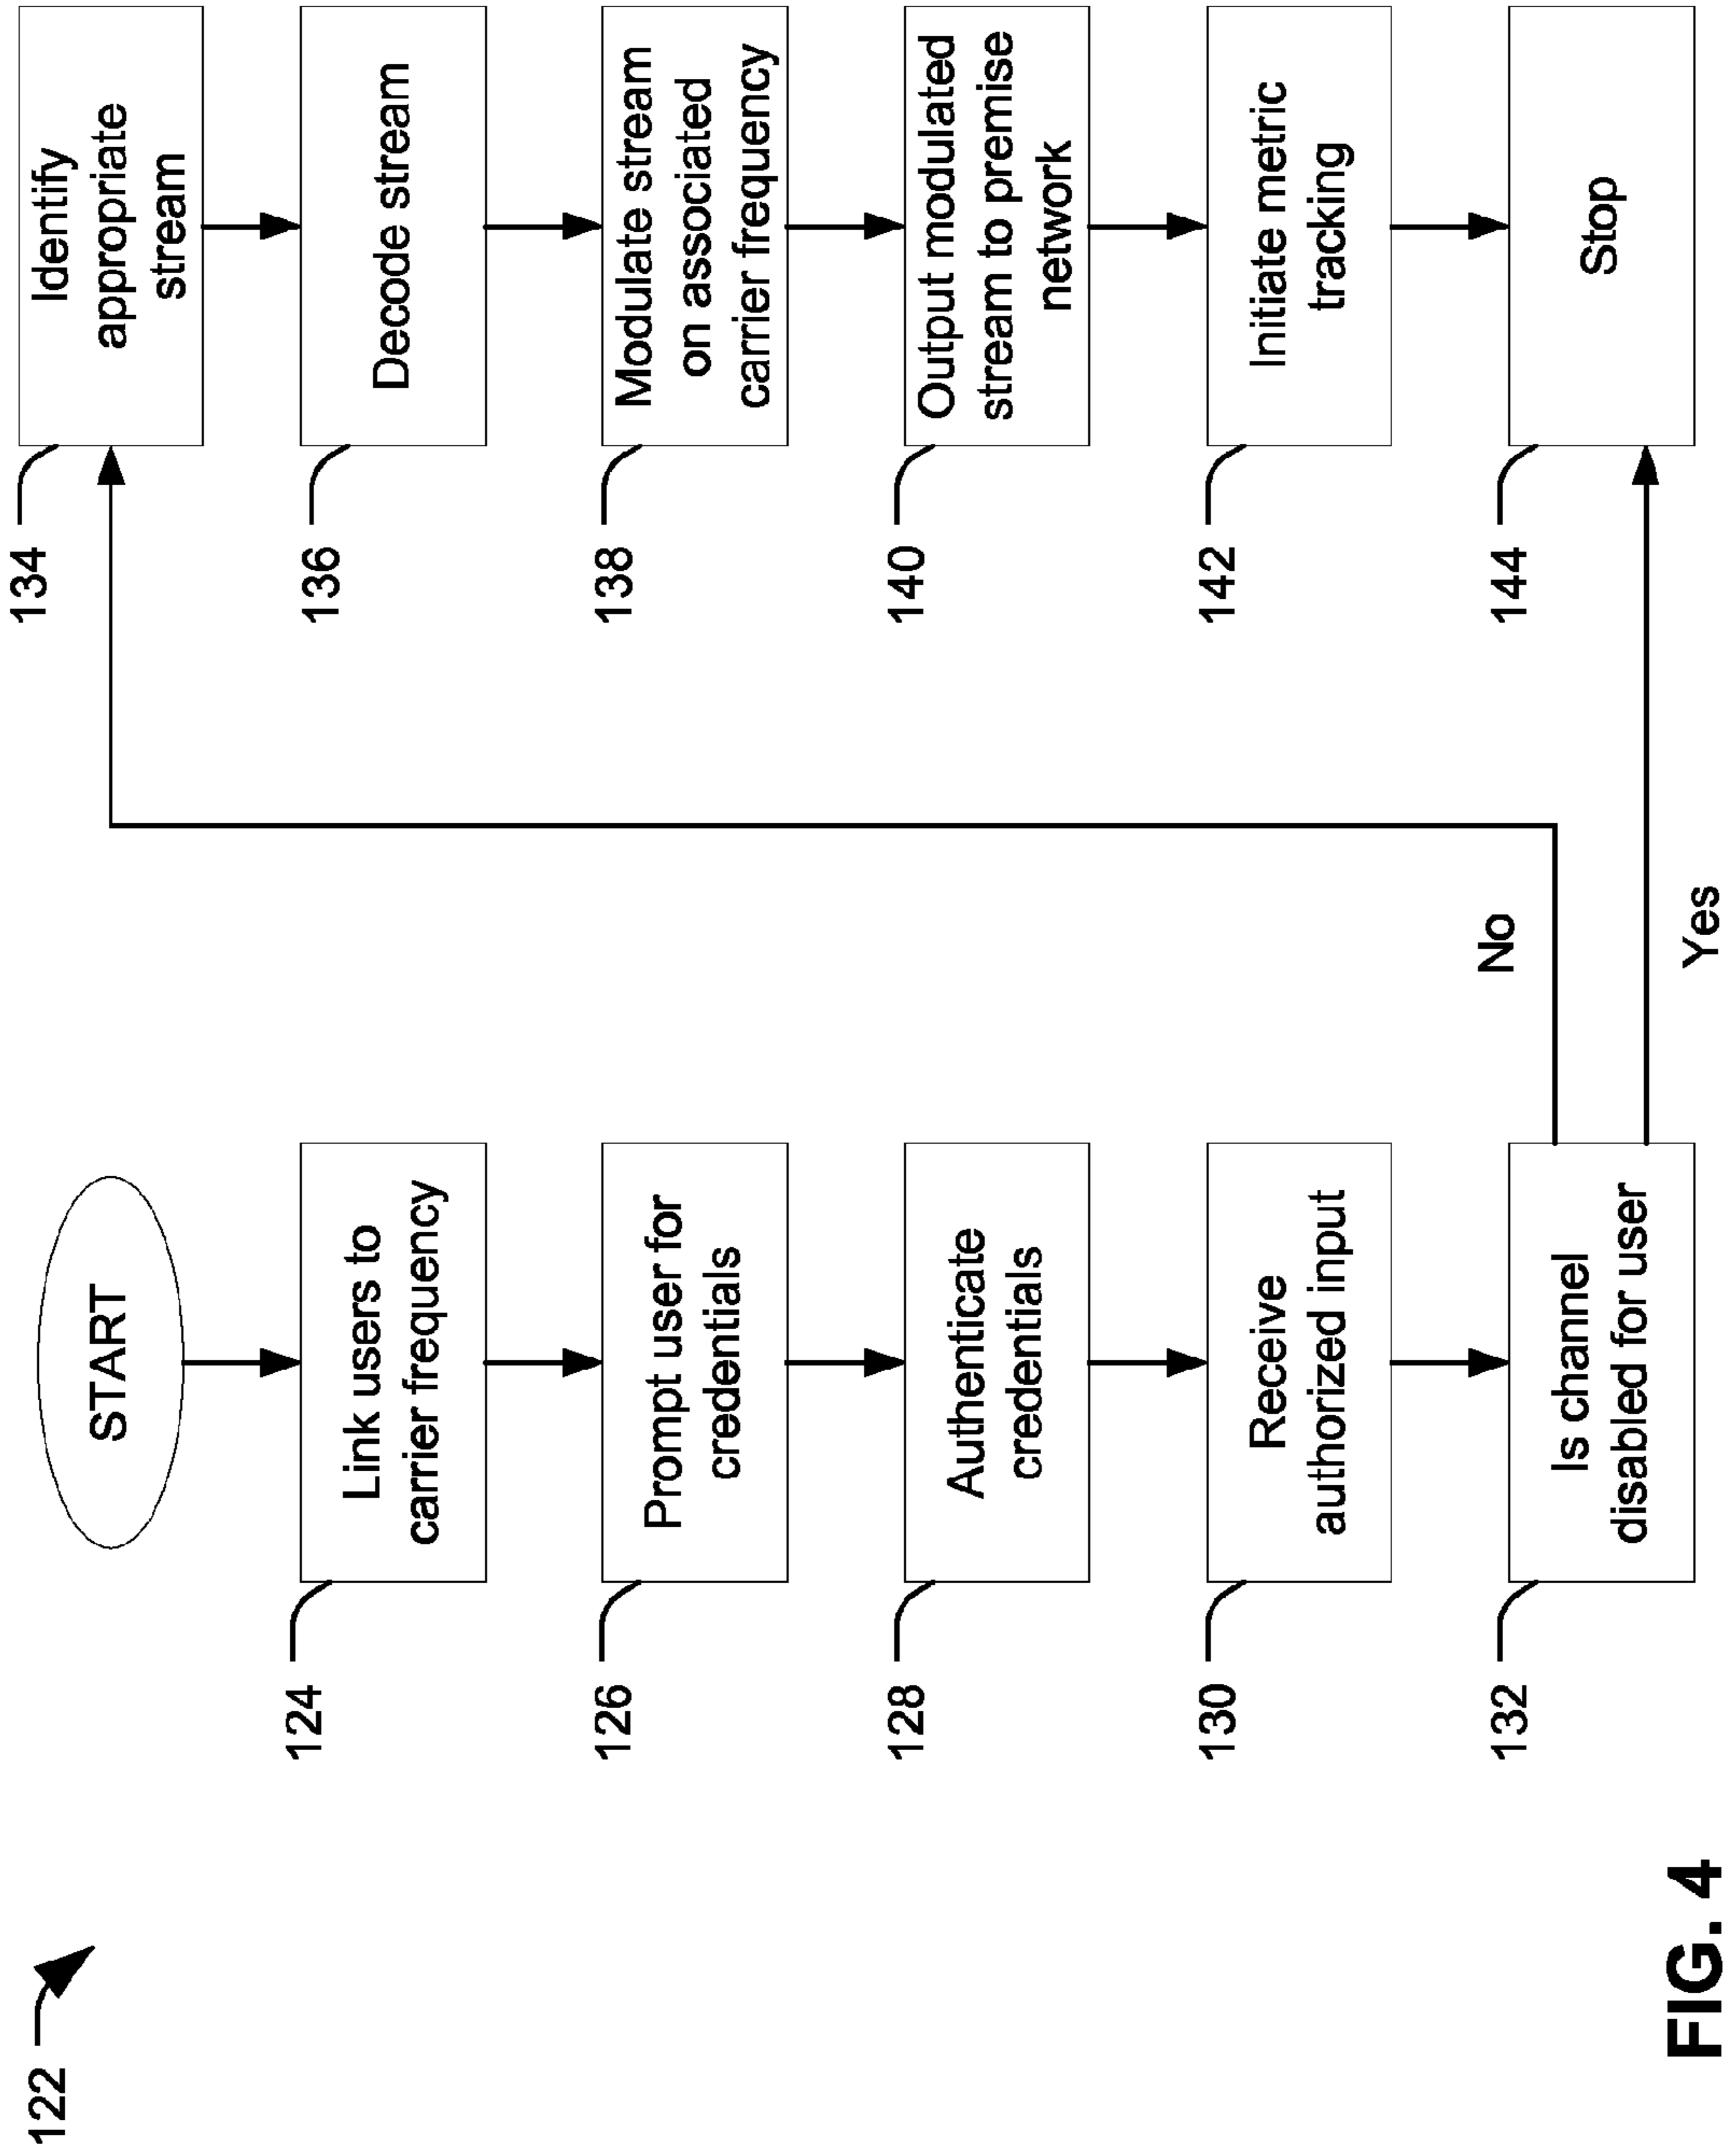 122
START
124
Link users to
carrier frequency
126
Prompt user for
credentials
128
Authenticate
credentials
130
Receive
authorized input
132
Is channel
disabled for user
No
Yes
134
Identify
appropriate
stream
136
Decode stream
138
Modulate stream
on associated
carrier frequency
140
Output modulated
stream to premise
network
142
Initiate metric
tracking
144
Stop
FIG. 4